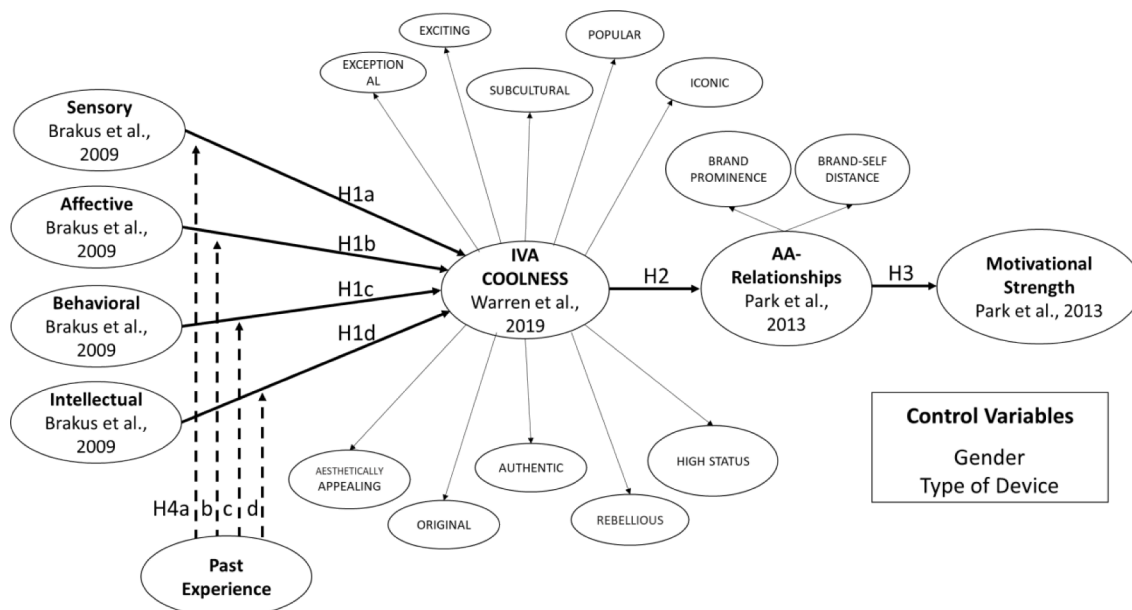 EXCITING
POPULAR
EXCEPTION
AL
SUBCULTURAL
ICONIC
Sensory
Brakus et al.,
2009
H1a
BRAND
PROMINENCE
BRAND-SELF
DISTANCE
Affective
Brakus et al.,
2009
H1b
IVA
COOLNESS
Warren et al.,
2019
H2
AA-
Relationships
Park et al.,
2013
H3
Motivational
Strength
Park et al., 2013
Behavioral
Brakus et al.,
2009
H1c
H1d
Intellectual
Brakus et al.,
2009
AESTHETICALLY
APPEALING
ORIGINAL
AUTHENTIC
REBELLIOUS
HIGH STATUS
Control Variables
Gender
Type of Device
H4a b c d
Past
Experience